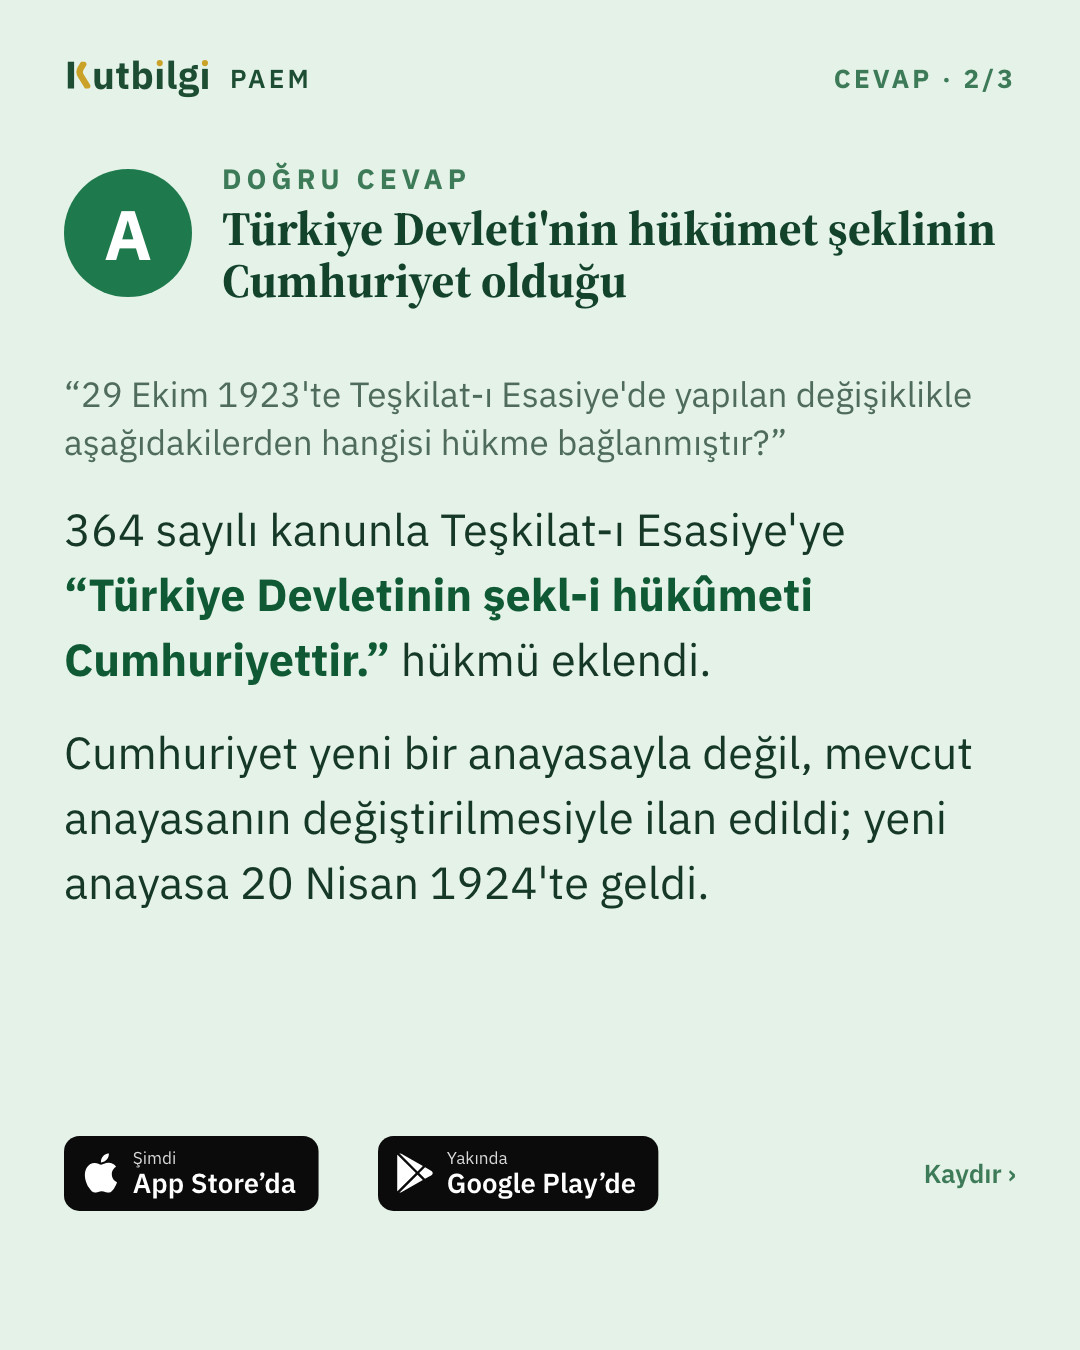 Kutbilgi PAEM
CEVAP · 2/3
A
DOĞRU CEVAP
Türkiye Devleti'nin hükümet şeklinin
Cumhuriyet olduğu
“29 Ekim 1923'te Teşkilat-ı Esasiye'de yapılan değişiklikle
aşağıdakilerden hangisi hükme bağlanmıştır?”
364 sayılı kanunla Teşkilat-ı Esasiye'ye
“Türkiye Devletinin şekl-i hükûmeti
Cumhuriyettir.” hükmü eklendi.
Cumhuriyet yeni bir anayasayla değil, mevcut
anayasanın değiştirilmesiyle ilan edildi; yeni
anayasa 20 Nisan 1924'te geldi.
Şimdi
App Store’da
Yakında
Google Play’de
Kaydır ›